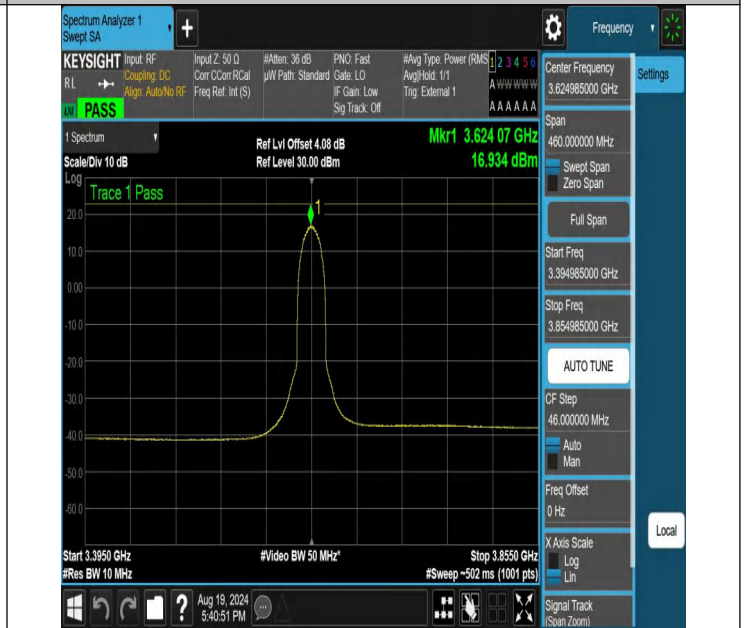 Spectrum Analyzer 1
Swept SA
+
Frequency
KEYSIGHT
RL
PASS
Input: RF
Coupling: DC
Align: Auto/No RF
Input Z: 50 Ω
Corr CCorr RCal
Freq Ref: Int (S)
#Atten: 36 dB
µW Path: Standard
PNO: Fast
Gate: LO
IF Gain: Low
Sig Track: Off
#Avg Type: Power (RMS
Avg|Hold: 1/1
Trig: External 1
1 2 3 4 5 6
A W W W W W
A A A A A A
1 Spectrum
Scale/Div 10 dB
Ref Lvl Offset 4.08 dB
Ref Level 30.00 dBm
Mkr1 3.624 07 GHz
16.934 dBm
Log
Trace 1 Pass
1
20.0
10.0
0.00
-10.0
-20.0
-30.0
-40.0
-50.0
-60.0
Start 3.3950 GHz
#Res BW 10 MHz
#Video BW 50 MHz*
Stop 3.8550 GHz
#Sweep ~502 ms (1001 pts)
Center Frequency
3.624985000 GHz
Span
460.000000 MHz
Swept Span
Zero Span
Full Span
Start Freq
3.394985000 GHz
Stop Freq
3.854985000 GHz
AUTO TUNE
CF Step
46.000000 MHz
Auto
Man
Freq Offset
0 Hz
X Axis Scale
Log
Lin
Signal Track
(Span Zoom)
Settings
Local
?
Aug 19, 2024
5:40:51 PM